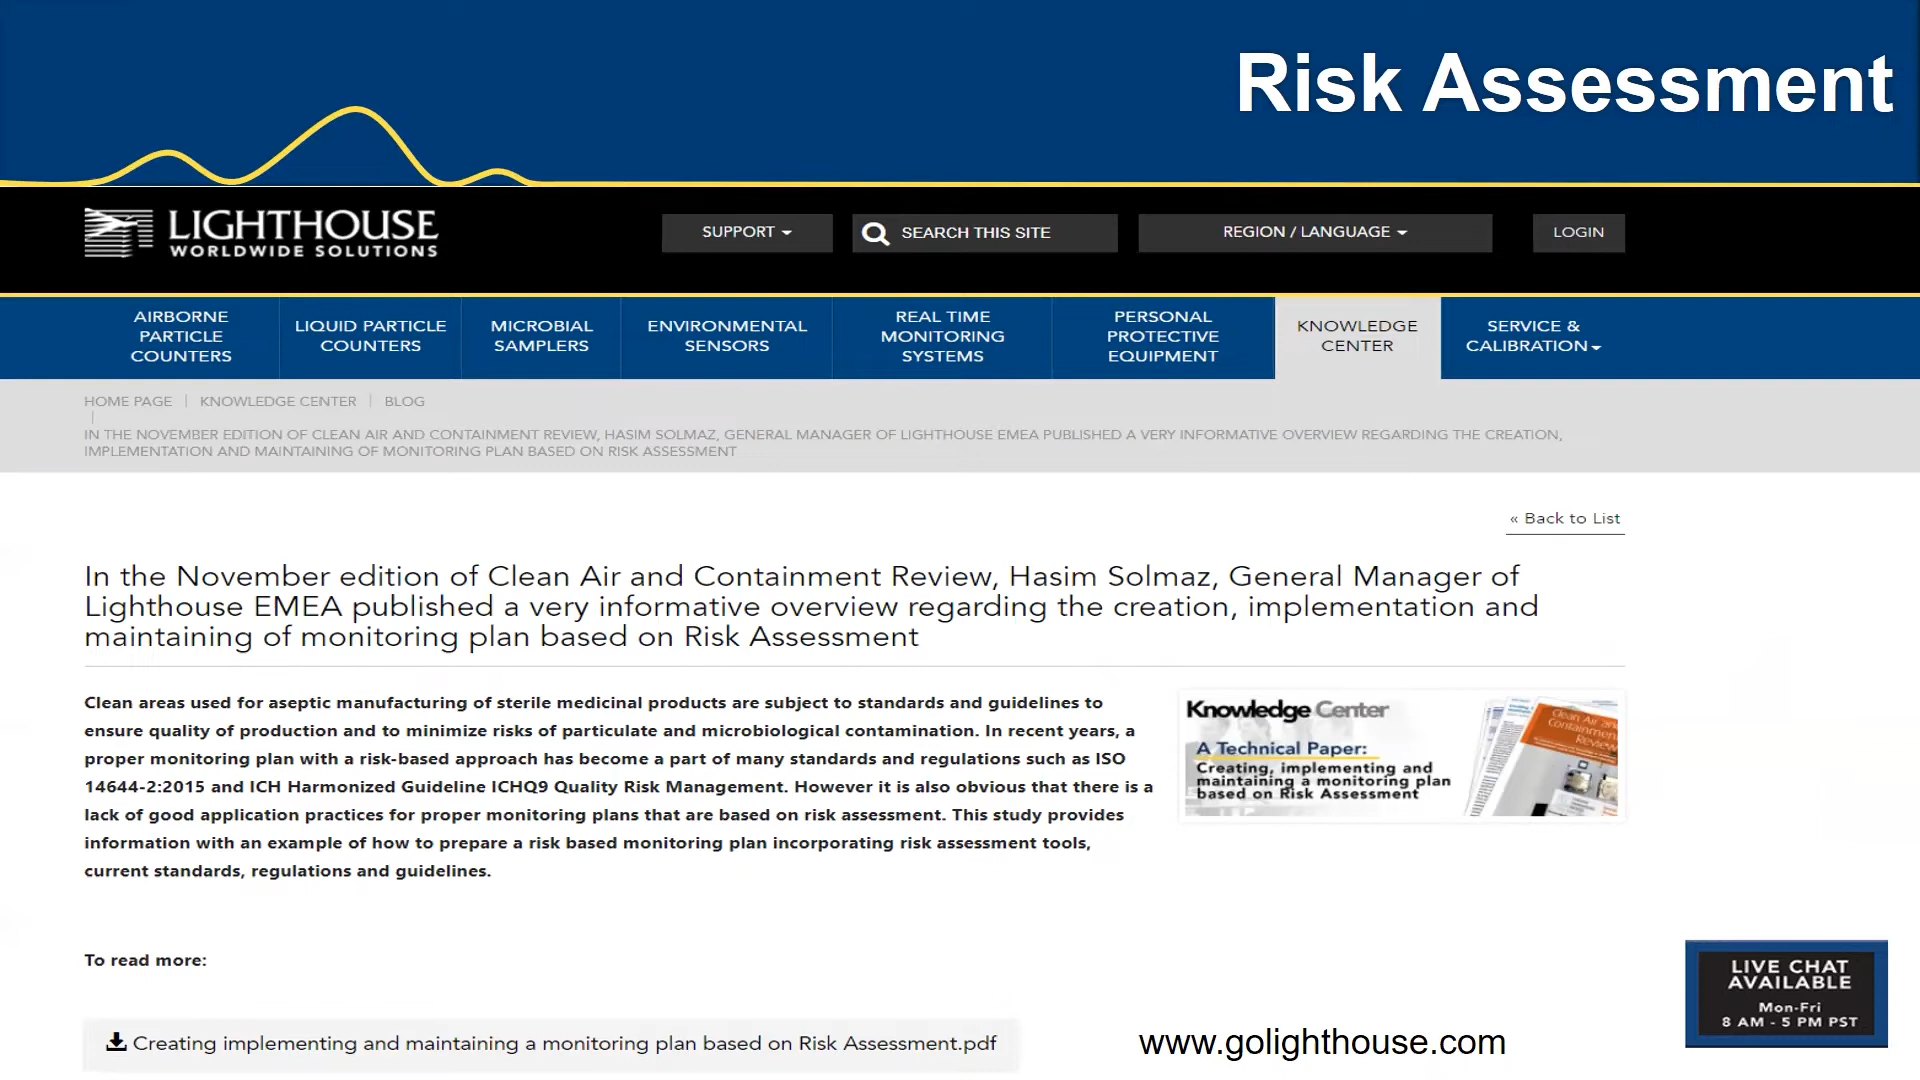 Risk Assessment
LIGHTHOUSE
WORLDWIDE SOLUTIONS
SUPPORT
SEARCH THIS SITE
REGION / LANGUAGE
LOGIN
AIRBORNE
PARTICLE
COUNTERS
LIQUID PARTICLE
COUNTERS
MICROBIAL
SAMPLERS
ENVIRONMENTAL
SENSORS
REAL TIME
MONITORING
SYSTEMS
PERSONAL
PROTECTIVE
EQUIPMENT
KNOWLEDGE
CENTER
SERVICE &
CALIBRATION
HOME PAGE | KNOWLEDGE CENTER | BLOG
|
IN THE NOVEMBER EDITION OF CLEAN AIR AND CONTAINMENT REVIEW, HASIM SOLMAZ, GENERAL MANAGER OF LIGHTHOUSE EMEA PUBLISHED A VERY INFORMATIVE OVERVIEW REGARDING THE CREATION,
IMPLEMENTATION AND MAINTAINING OF MONITORING PLAN BASED ON RISK ASSESSMENT
« Back to List
In the November edition of Clean Air and Containment Review, Hasim Solmaz, General Manager of
Lighthouse EMEA published a very informative overview regarding the creation, implementation and
maintaining of monitoring plan based on Risk Assessment
Clean areas used for aseptic manufacturing of sterile medicinal products are subject to standards and guidelines to
ensure quality of production and to minimize risks of particulate and microbiological contamination. In recent years, a
proper monitoring plan with a risk-based approach has become a part of many standards and regulations such as ISO
14644-2:2015 and ICH Harmonized Guideline ICHQ9 Quality Risk Management. However it is also obvious that there is a
lack of good application practices for proper monitoring plans that are based on risk assessment. This study provides
information with an example of how to prepare a risk based monitoring plan incorporating risk assessment tools,
current standards, regulations and guidelines.
Knowledge Center
A Technical Paper:
Creating, implementing and
maintaining a monitoring plan
based on Risk Assessment
Clean Air and
Containment
Review
To read more:
Creating implementing and maintaining a monitoring plan based on Risk Assessment.pdf
www.golighthouse.com
LIVE CHAT
AVAILABLE
Mon-Fri
8 AM - 5 PM PST